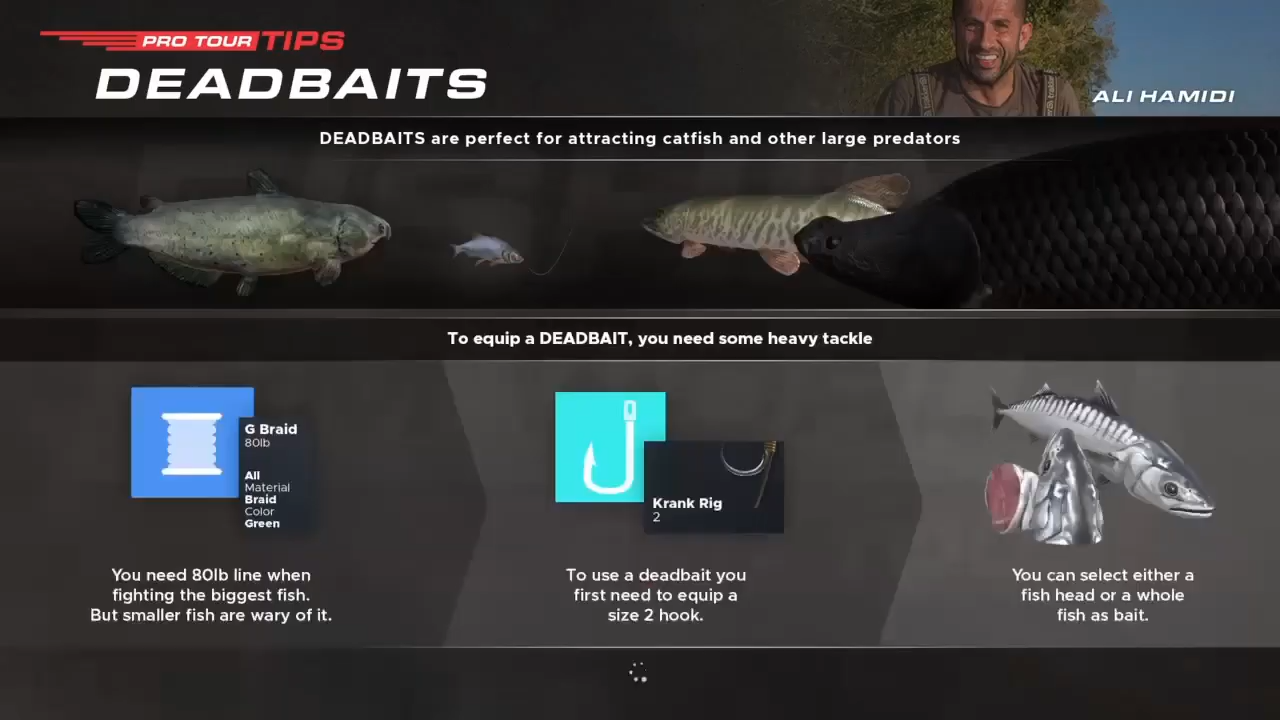 PRO TOUR TIPS
DEADBAITS
ALI HAMIDI
DEADBAITS are perfect for attracting catfish and other large predators
To equip a DEADBAIT, you need some heavy tackle
G Braid
80lb
All
Material
Braid
Color
Green
Krank Rig
2
You need 80lb line when
fighting the biggest fish.
But smaller fish are wary of it.
To use a deadbait you
first need to equip a
size 2 hook.
You can select either a
fish head or a whole
fish as bait.